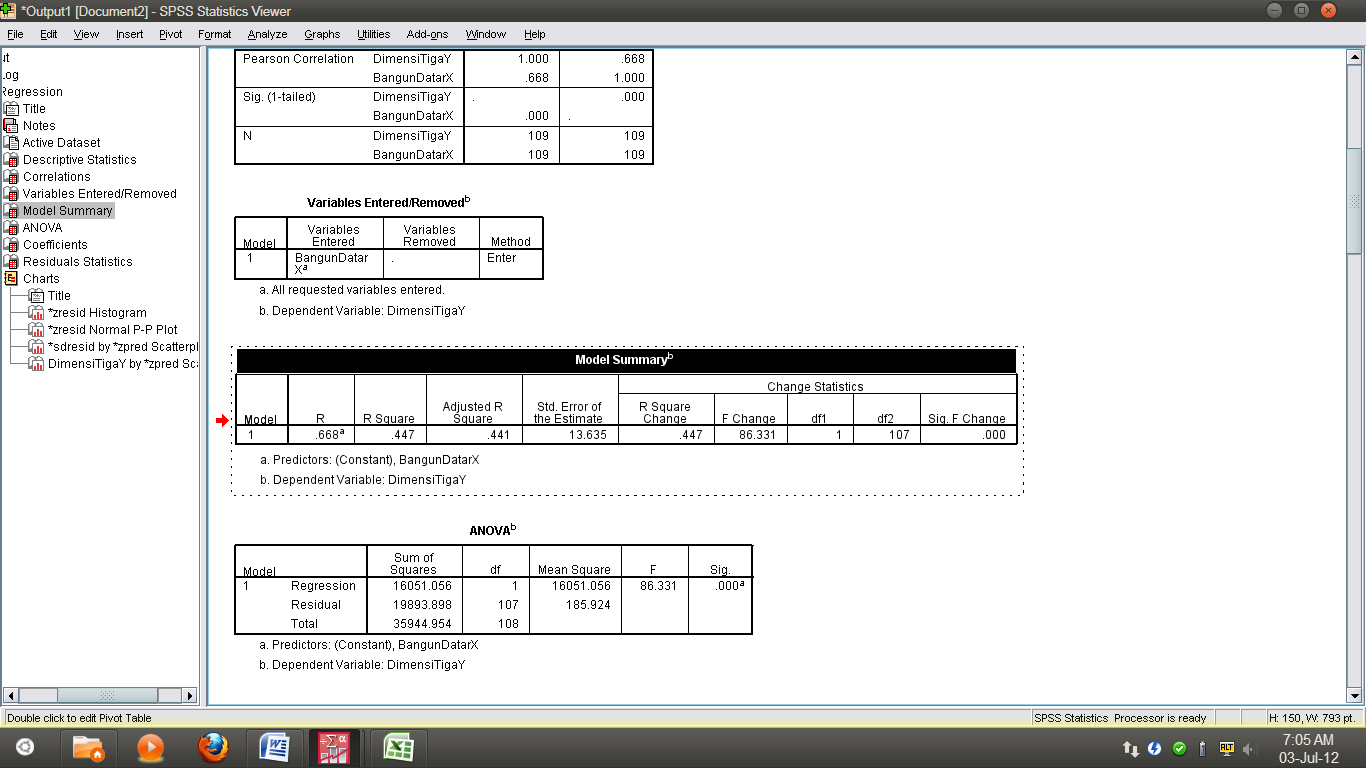 *Output1 [Document2] - SPSS Statistics Viewer
File Edit View Insert Pivot Format Analyze Graphs Utilities Add-ons Window Help
ut
Log
Regression
Title
Notes
Active Dataset
Descriptive Statistics
Correlations
Variables Entered/Removed
Model Summary
ANOVA
Coefficients
Residuals Statistics
Charts
Title
*zresid Histogram
*zresid Normal P-P Plot
*sdresid by *zpred Scatterpl
DimensiTigaY by *zpred Sc
Pearson Correlation DimensiTigaY 1.000 .668
BangunDatarX .668 1.000
Sig. (1-tailed) DimensiTigaY . .000
BangunDatarX .000 .
N DimensiTigaY 109 109
BangunDatarX 109 109
Variables Entered/Removedb
Model Variables Entered Variables Removed Method
1 BangunDatarXa . Enter
a. All requested variables entered.
b. Dependent Variable: DimensiTigaY
Model Summaryb
Change Statistics
Model R R Square Adjusted R Square Std. Error of the Estimate R Square Change F Change df1 df2 Sig. F Change
1 .668a .447 .441 13.635 .447 86.331 1 107 .000
a. Predictors: (Constant), BangunDatarX
b. Dependent Variable: DimensiTigaY
ANOVAb
Model Sum of Squares df Mean Square F Sig.
1 Regression 16051.056 1 16051.056 86.331 .000a
Residual 19893.898 107 185.924
Total 35944.954 108
a. Predictors: (Constant), BangunDatarX
b. Dependent Variable: DimensiTigaY
Double click to edit Pivot Table
SPSS Statistics Processor is ready
H: 150, W: 793 pt.
ALT
7:05 AM
03-Jul-12